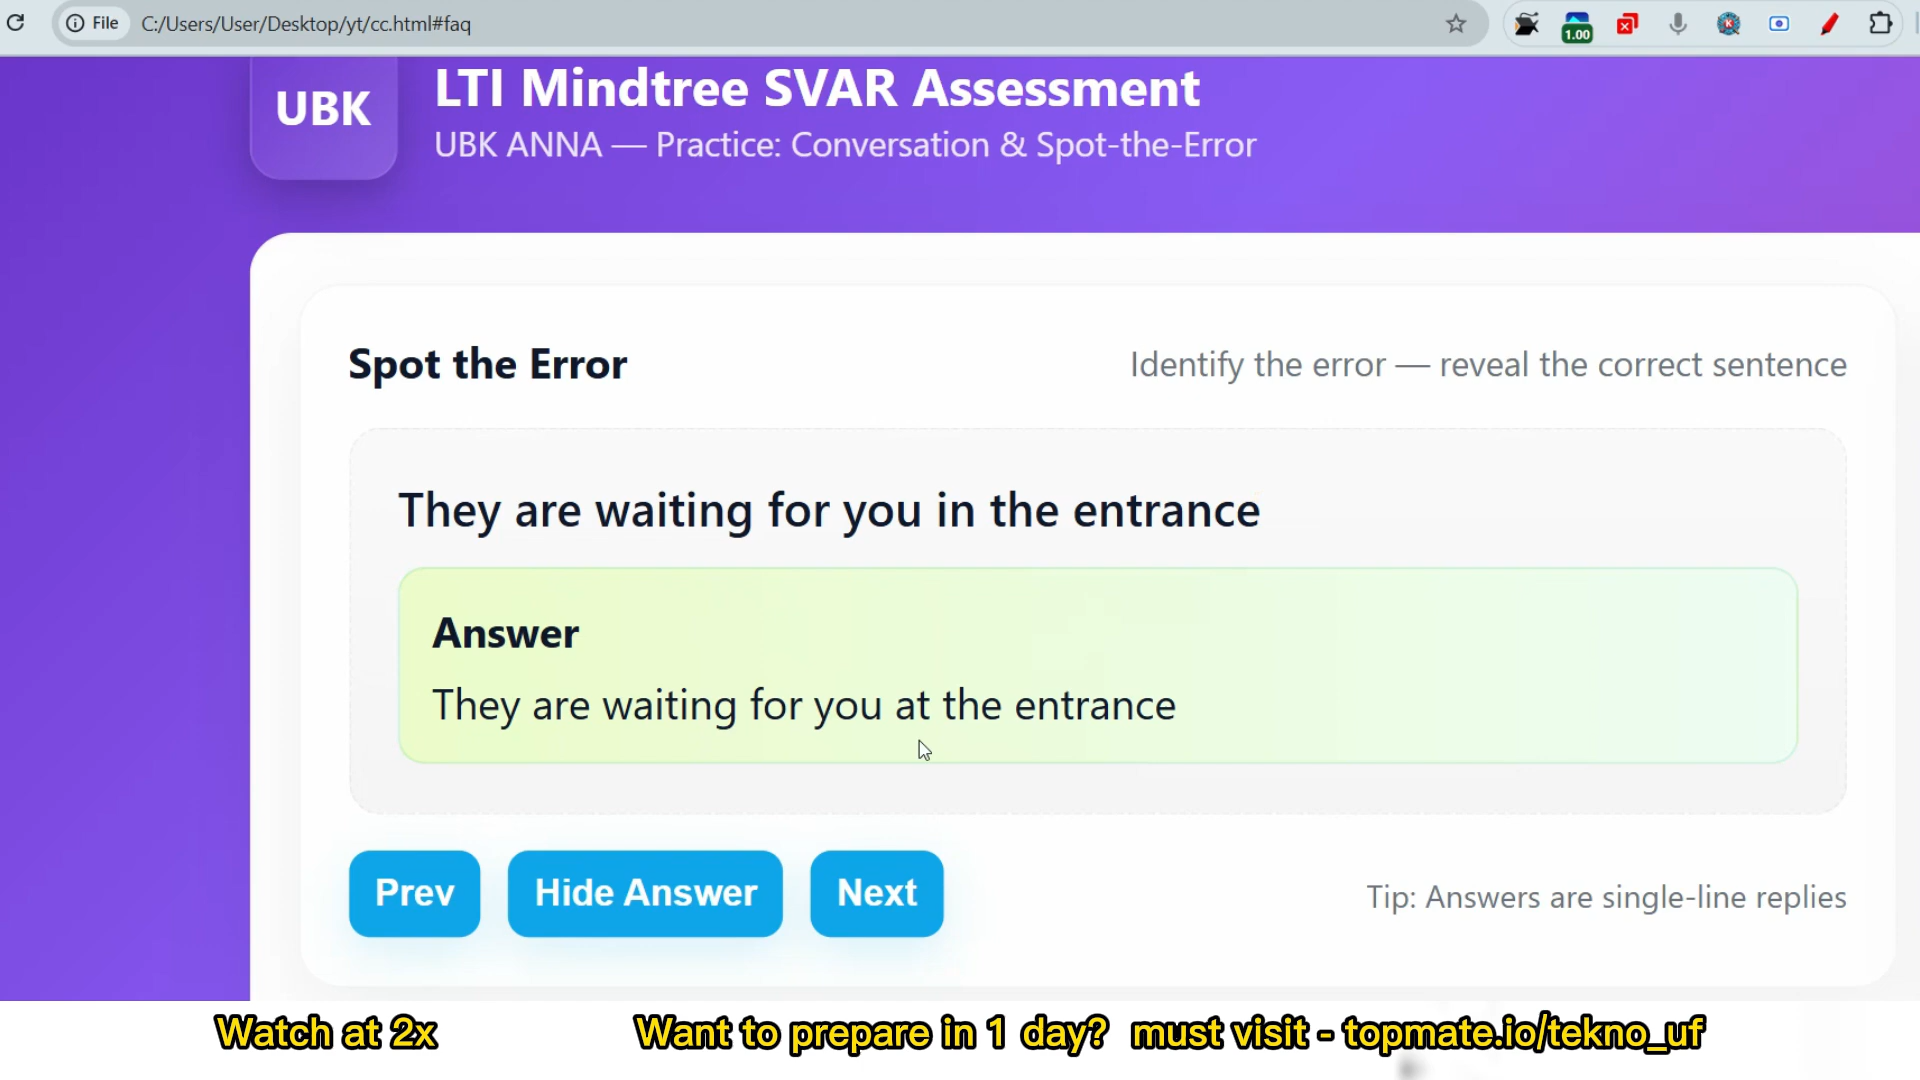 File C:/Users/User/Desktop/yt/cc.html#faq
1.00
K
UBK
LTI Mindtree SVAR Assessment
UBK ANNA — Practice: Conversation & Spot-the-Error
Spot the Error
Identify the error — reveal the correct sentence
They are waiting for you in the entrance
Answer
They are waiting for you at the entrance
Prev Hide Answer Next
Tip: Answers are single-line replies
Watch at 2x
Want to prepare in 1 day? must visit - topmate.io/tekno_uf